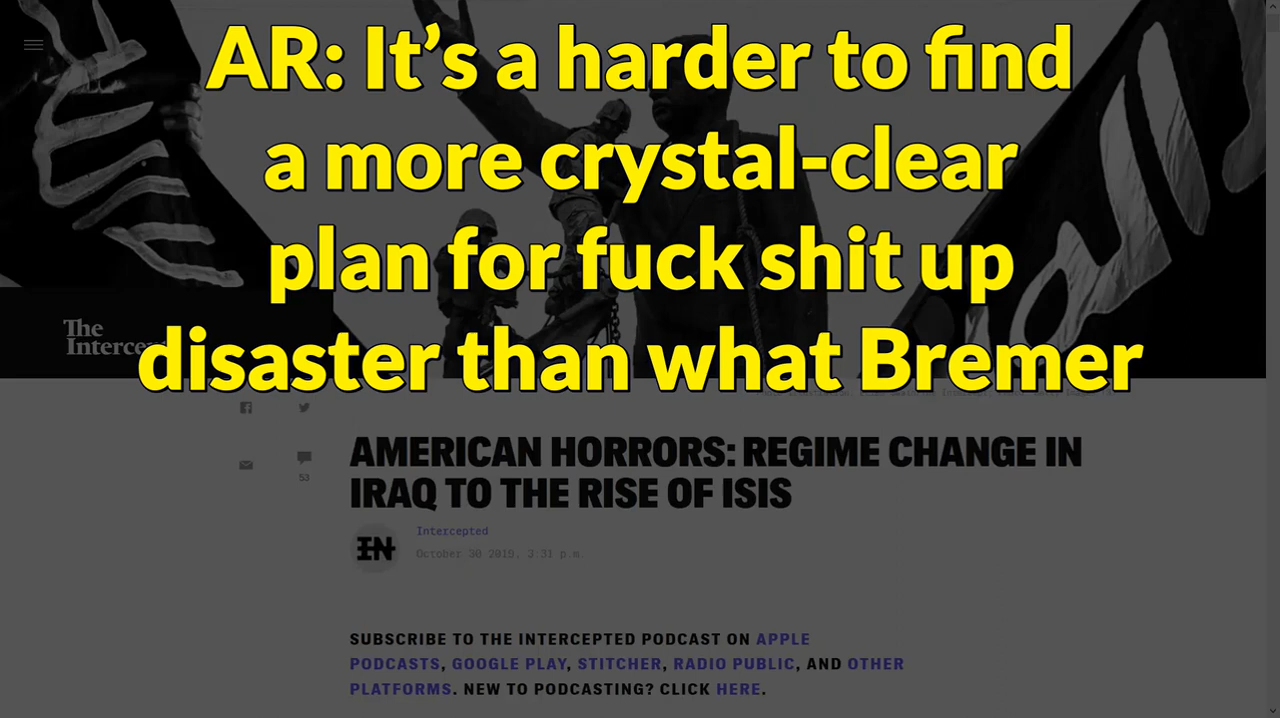 AR: It’s a harder to find
a more crystal-clear
plan for fuck shit up
disaster than what Bremer
The
Intercept
53
AMERICAN HORRORS: REGIME CHANGE IN
IRAQ TO THE RISE OF ISIS
IN
Intercepted
October 30 2019, 3:31 p.m.
SUBSCRIBE TO THE INTERCEPTED PODCAST ON APPLE
PODCASTS, GOOGLE PLAY, STITCHER, RADIO PUBLIC, AND OTHER
PLATFORMS. NEW TO PODCASTING? CLICK HERE.